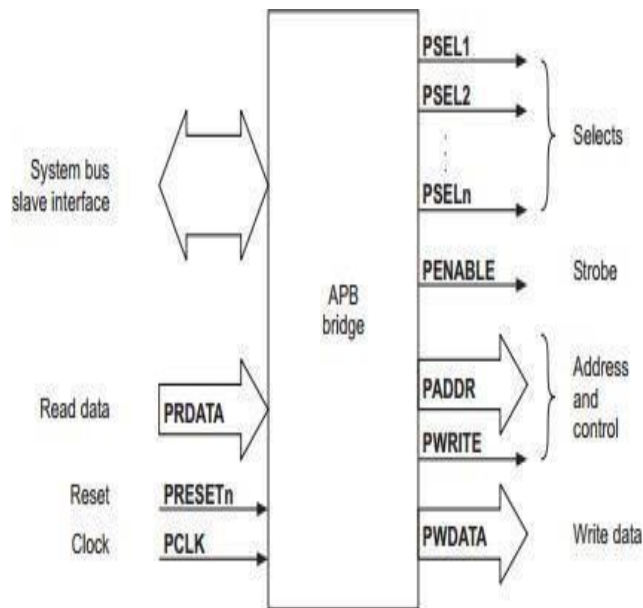 PSEL1
PSEL2
Selects
System bus
slave interface
PSELn
PENABLE
Strobe
APB
bridge
Address
and
control
PADDR
Read data
PRDATA
PWRITE
Reset
PRESETn
Clock
PCLK
PWDATA
Write data